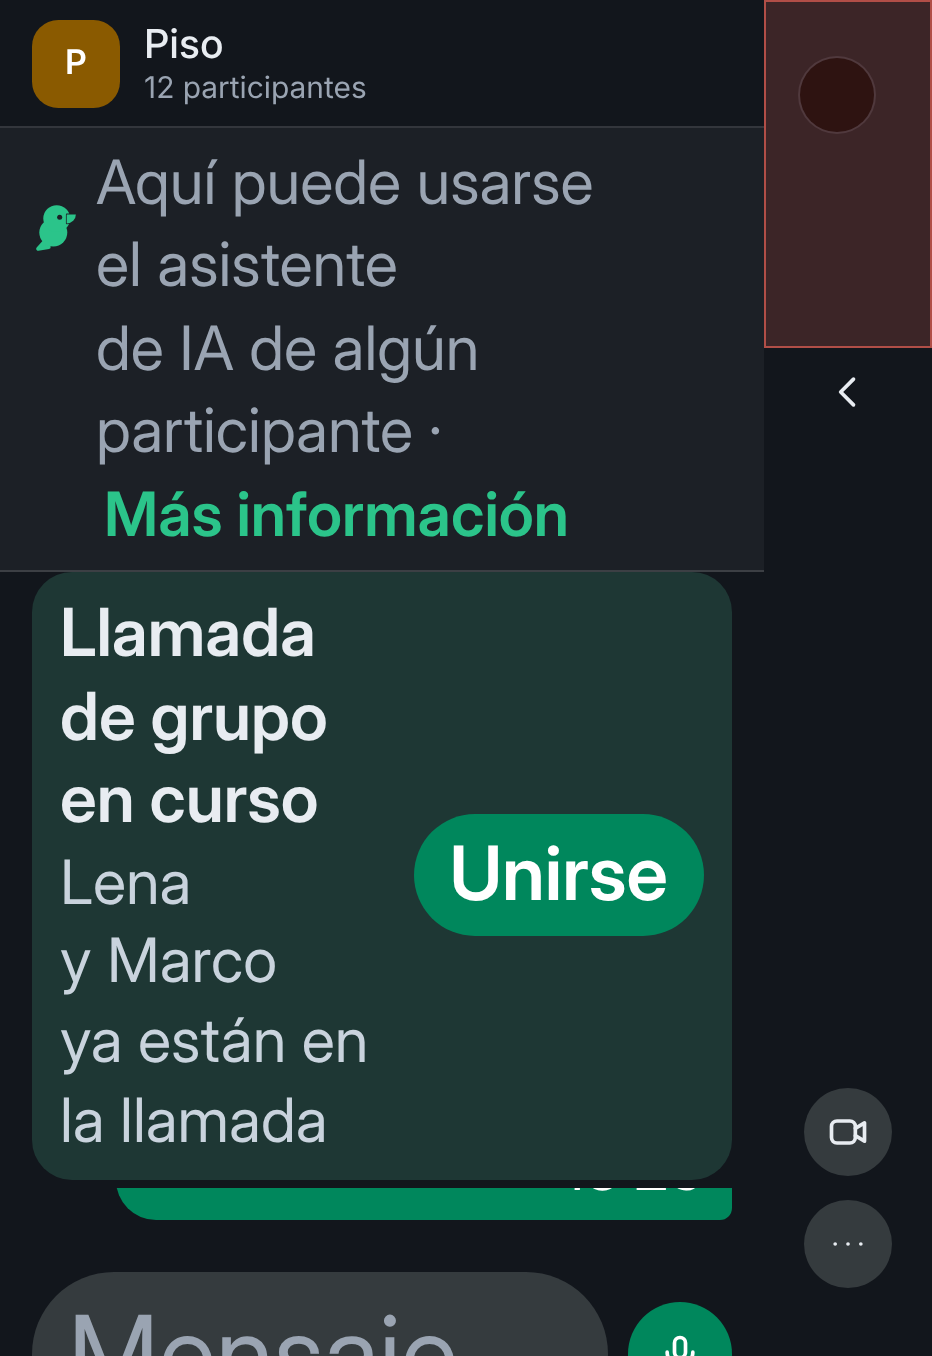 P
Piso
12 participantes
Aquí puede usarse
el asistente
de IA de algún
participante ·
Más información
Llamada
de grupo
en curso
Lena
y Marco
ya están en
la llamada
Unirse
Mensaje